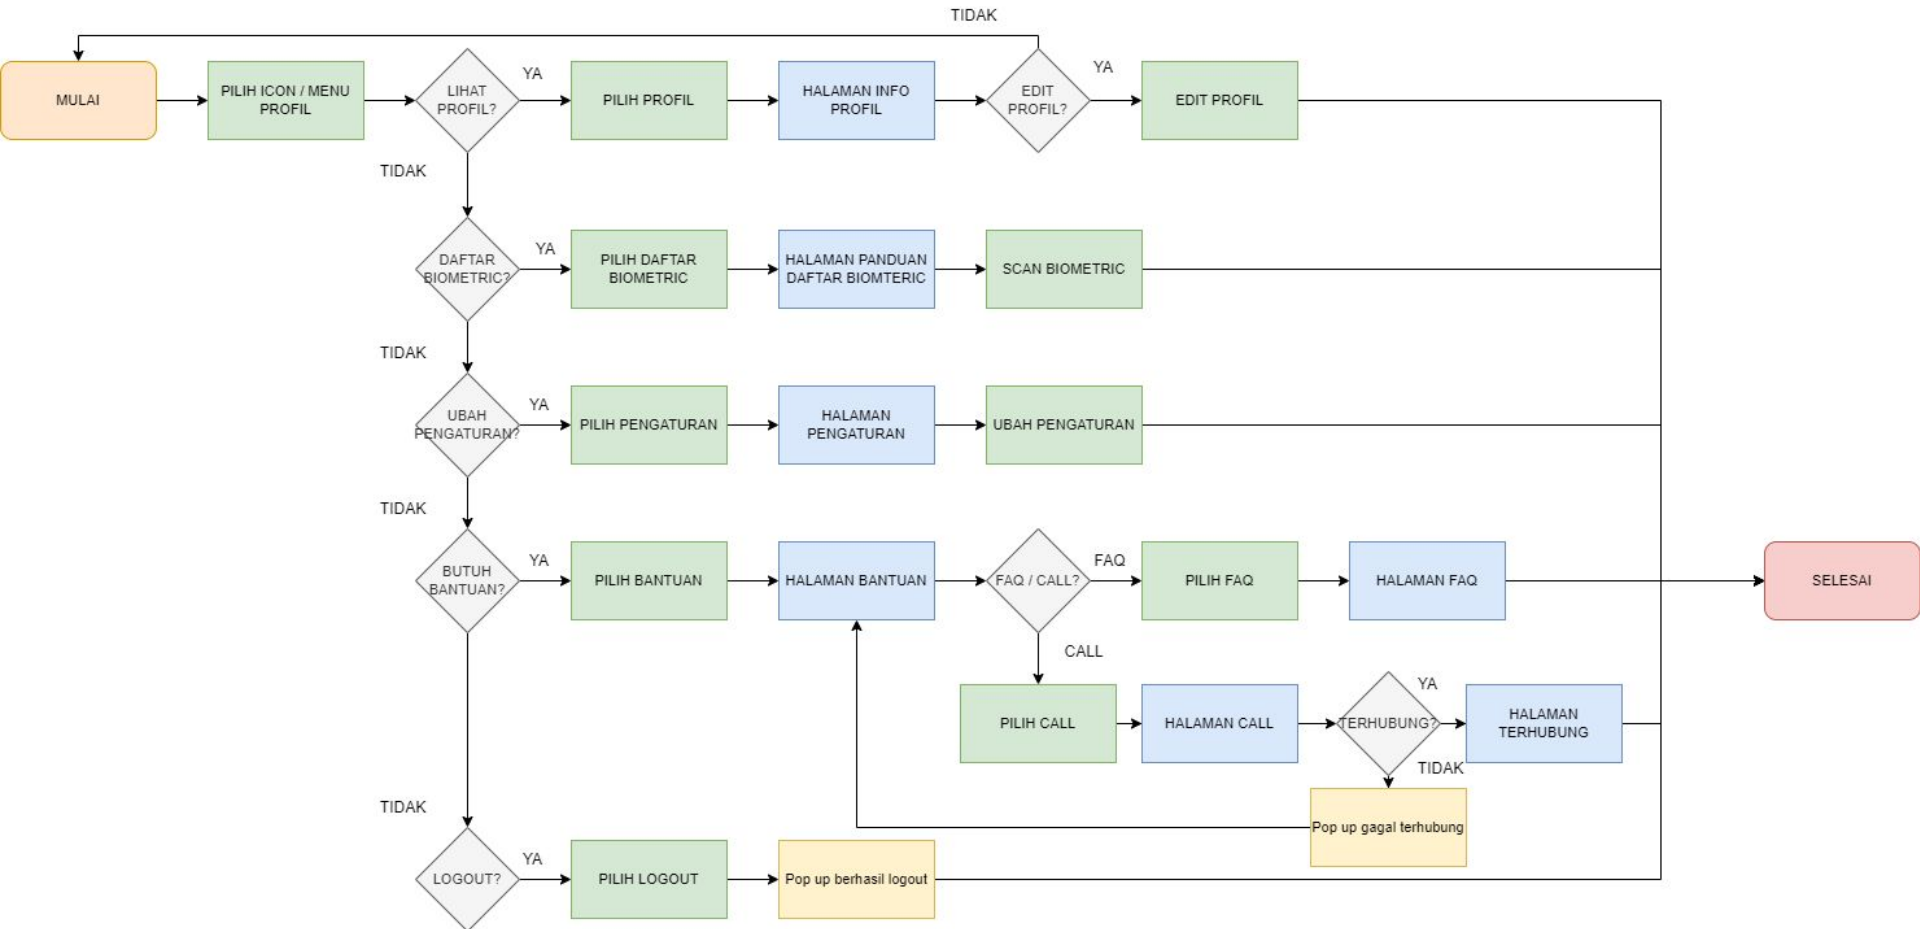 TIDAK
MULAI
PILIH ICON / MENU
PROFIL
LIHAT
PROFIL?
YA
PILIH PROFIL
HALAMAN INFO
PROFIL
EDIT
PROFIL?
YA
EDIT PROFIL
TIDAK
DAFTAR
BIOMETRIC?
YA
PILIH DAFTAR
BIOMETRIC
HALAMAN PANDUAN
DAFTAR BIOMTERIC
SCAN BIOMETRIC
TIDAK
UBAH
PENGATURAN?
YA
PILIH PENGATURAN
HALAMAN
PENGATURAN
UBAH PENGATURAN
TIDAK
BUTUH
BANTUAN?
YA
PILIH BANTUAN
HALAMAN BANTUAN
FAQ / CALL?
FAQ
PILIH FAQ
HALAMAN FAQ
SELESAI
CALL
PILIH CALL
HALAMAN CALL
TERHUBUNG?
YA
HALAMAN
TERHUBUNG
TIDAK
Pop up gagal terhubung
TIDAK
LOGOUT?
YA
PILIH LOGOUT
Pop up berhasil logout